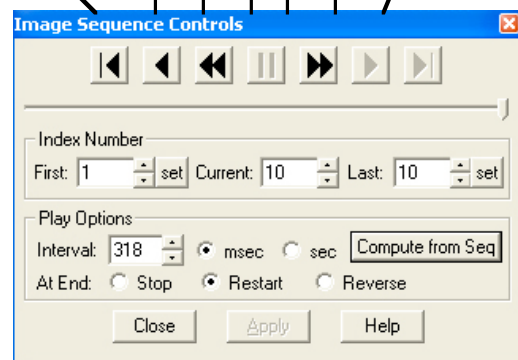 Image Sequence Controls
Index Number
First: 1 set Current: 10 Last: 10 set
Play Options
Interval: 318 msec sec Compute from Seq
At End: Stop Restart Reverse
Close Apply Help